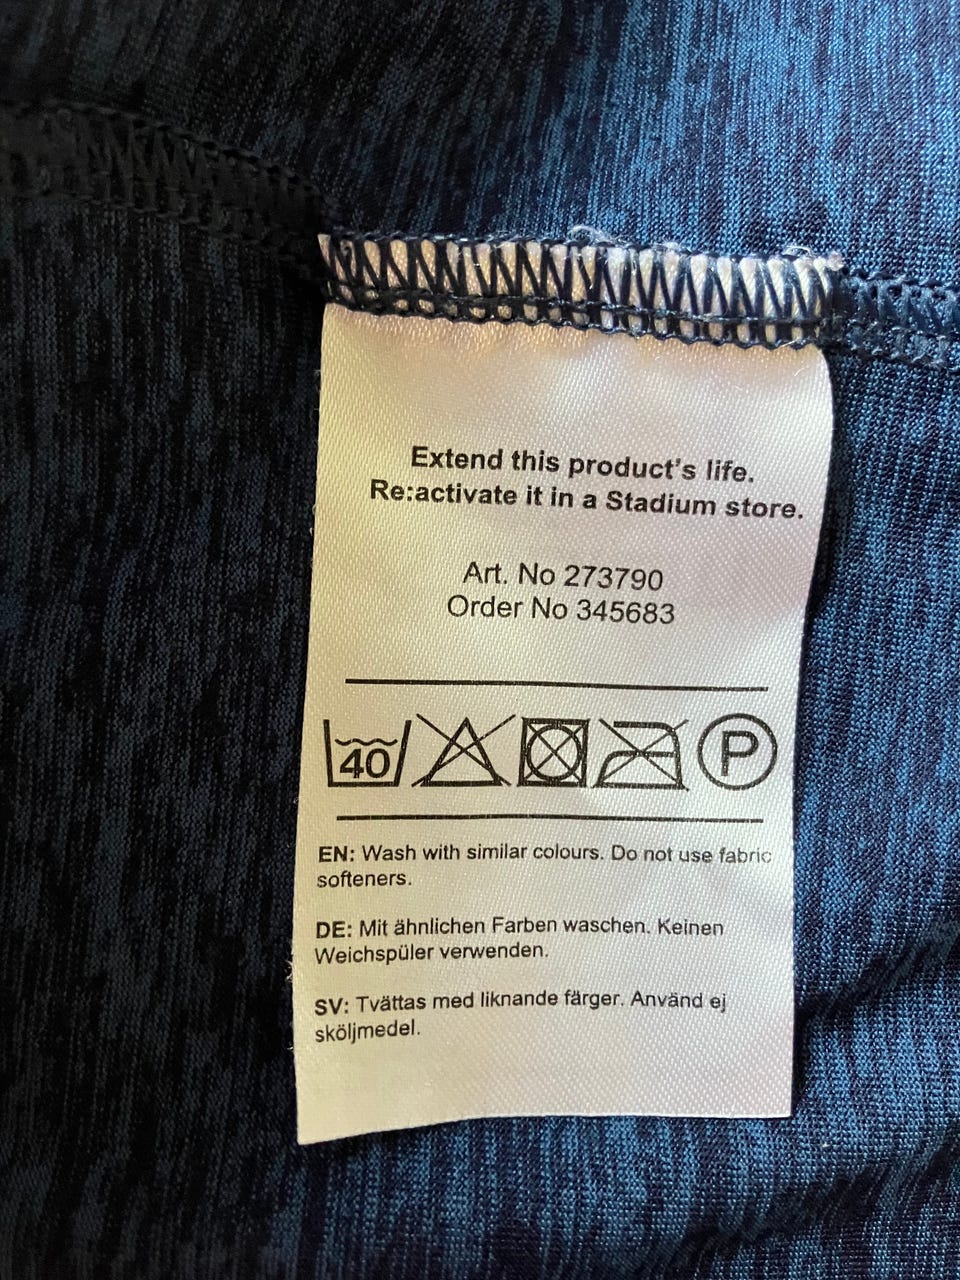 Extend this product's life.
Re:activate it in a Stadium store.
Art. No 273790
Order No 345683
40 P
EN: Wash with similar colours. Do not use fabric
softeners.
DE: Mit ähnlichen Farben waschen. Keinen
Weichspüler verwenden.
SV: Tvättas med liknande färger. Använd ej
sköljmedel.